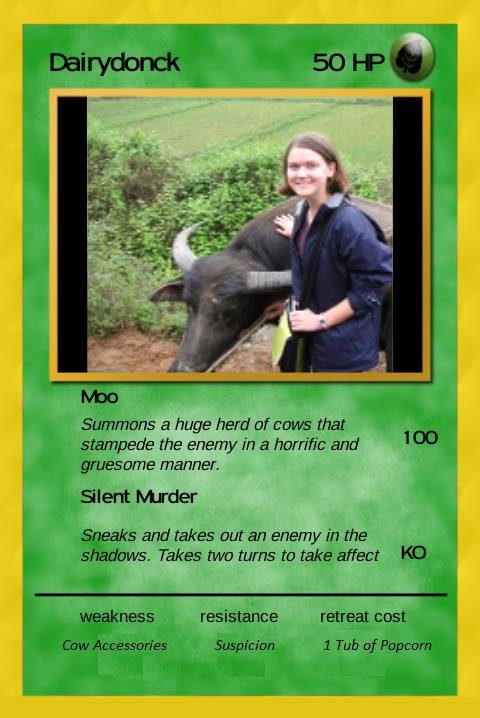 Dairydonck 50 HP
Moo
Summons a huge herd of cows that
stampede the enemy in a horrific and 100
gruesome manner.
Silent Murder
Sneaks and takes out an enemy in the
shadows. Takes two turns to take affect KO
weakness resistance retreat cost
Cow Accessories Suspicion 1 Tub of Popcorn